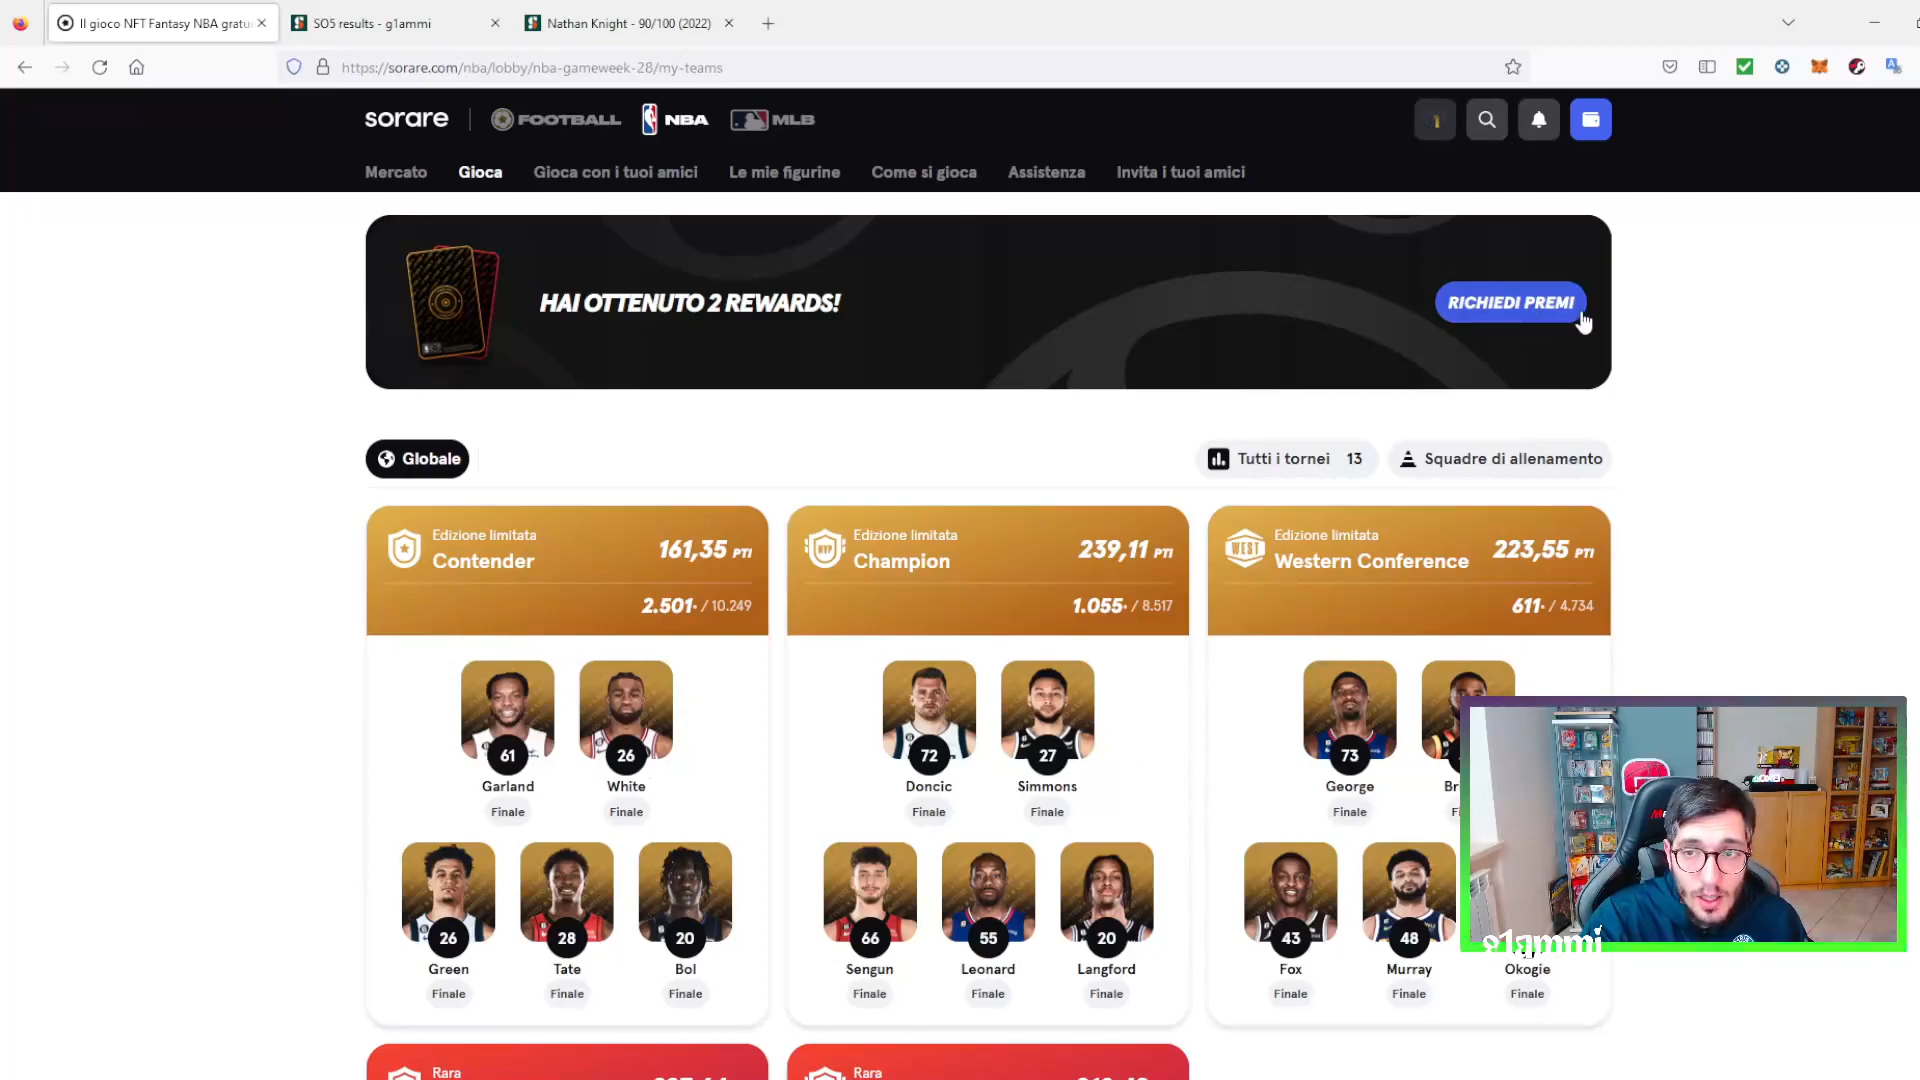 Il gioco NFT Fantasy NBA gratu
SO5 results - g1ammi
Nathan Knight - 90/100 (2022)
https://sorare.com/nba/lobby/nba-gameweek-28/my-teams
sorare
FOOTBALL
NBA
MLB
Mercato
Gioca
Gioca con i tuoi amici
Le mie figurine
Come si gioca
Assistenza
Invita i tuoi amici
HAI OTTENUTO 2 REWARDS!
RICHIEDI PREMI
Globale
Tutti i tornei 13
Squadre di allenamento
Edizione limitata
Contender
161,35 PTI
2.501· / 10.249
61
Garland
Finale
26
White
Finale
26
Green
Finale
28
Tate
Finale
20
Bol
Finale
MVP
Edizione limitata
Champion
239,11 PTI
1.055· / 8.517
72
Doncic
Finale
27
Simmons
Finale
66
Sengun
Finale
55
Leonard
Finale
20
Langford
Finale
WEST
Edizione limitata
Western Conference
223,55 PTI
611· / 4.734
73
George
Finale
43
Fox
Finale
48
Murray
Finale
Okogie
Finale
g1ammi
Rara
Rara